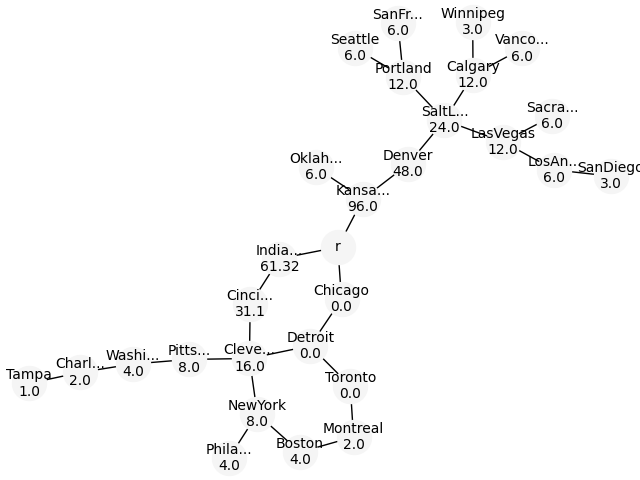 SanFr...
6.0
Winnipeg
3.0
Seattle
6.0
Vanco...
6.0
Portland
12.0
Calgary
12.0
SaltL...
24.0
Sacra...
6.0
LasVegas
12.0
Oklah...
6.0
Denver
48.0
LosAn...
6.0
SanDiego
3.0
Kansa...
96.0
r
India...
61.32
Cinci...
31.1
Chicago
0.0
Detroit
0.0
Cleve...
16.0
Pitts...
8.0
Washi...
4.0
Charl...
2.0
Tampa
1.0
Toronto
0.0
NewYork
8.0
Montreal
2.0
Boston
4.0
Phila...
4.0